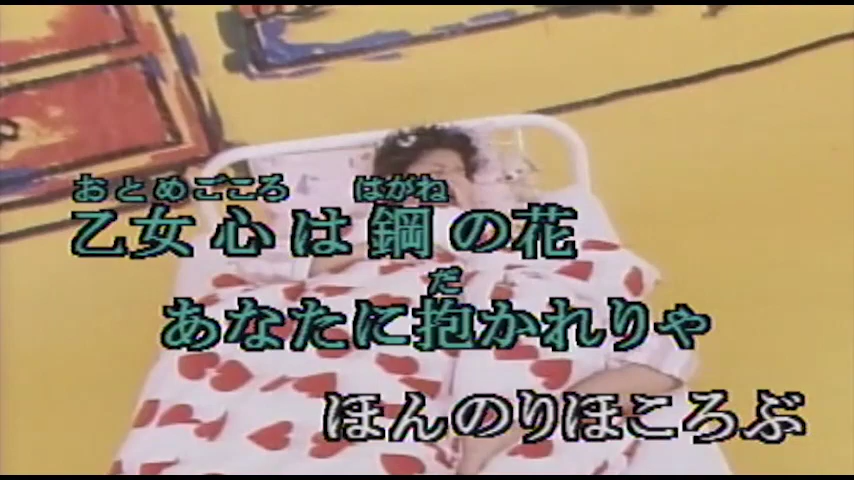 おとめごころ はがね
乙女心は鋼の花
だ
あなたに抱かれりゃ
ほんのりほころぶ